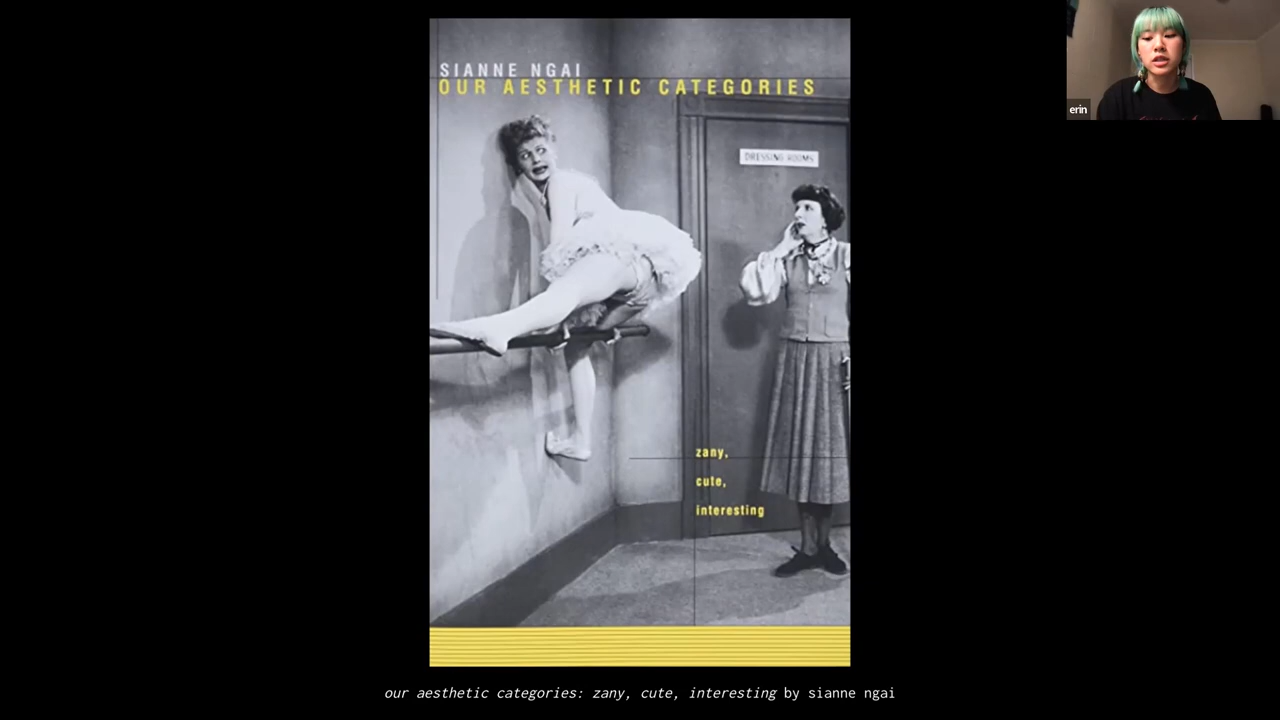 SIANNE NGAI
OUR AESTHETIC CATEGORIES
DRESSING ROOMS
erin
zany,
cute,
interesting
our aesthetic categories: zany, cute, interesting by sianne ngai